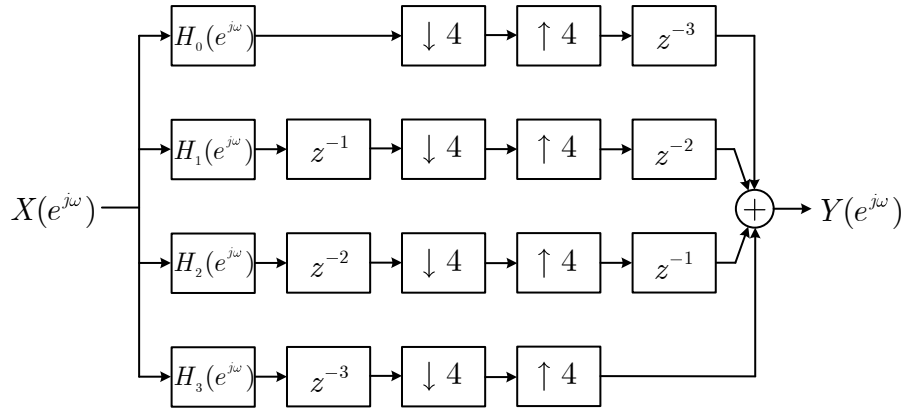 H₀(e^{jω}) ↓ 4 ↑ 4 z⁻³
H₁(e^{jω}) z⁻¹ ↓ 4 ↑ 4 z⁻²
X(e^{jω}) + Y(e^{jω})
H₂(e^{jω}) z⁻² ↓ 4 ↑ 4 z⁻¹
H₃(e^{jω}) z⁻³ ↓ 4 ↑ 4